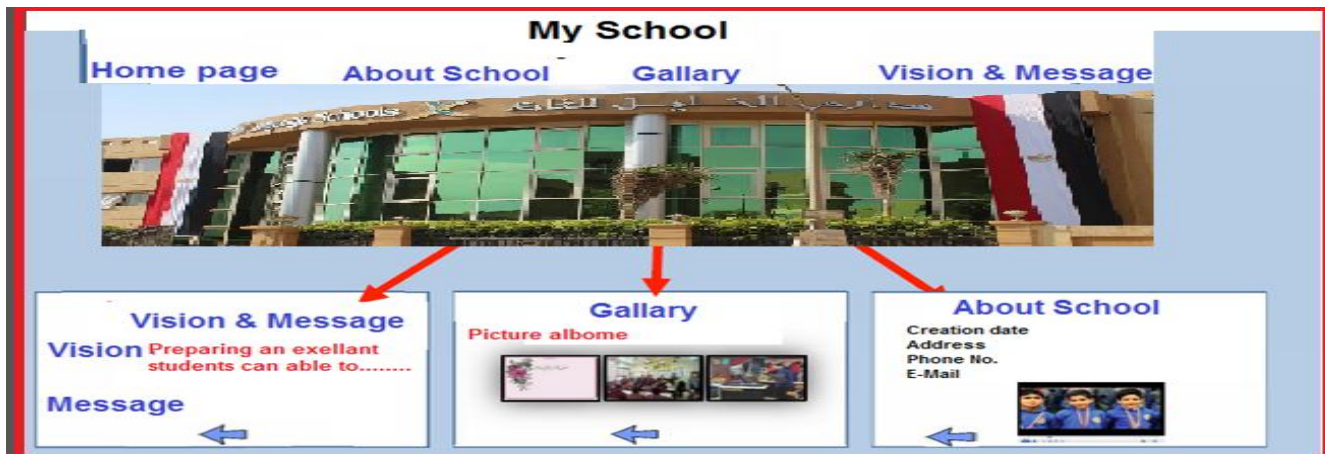 My School
Home page About School Gallary Vision & Message
Schools
Vision & Message
Vision Preparing an exellant
students can able to........
Message
Gallary
Picture albome
About School
Creation date
Address
Phone No.
E-Mail